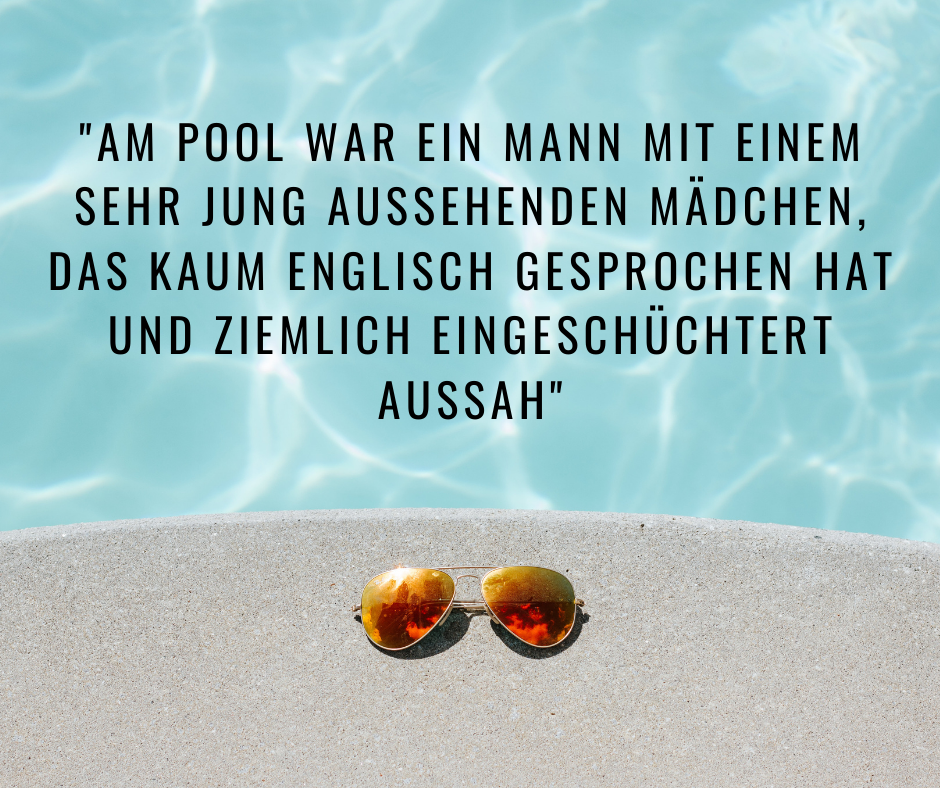 "AM POOL WAR EIN MANN MIT EINEM
SEHR JUNG AUSSEHENDEN MÄDCHEN,
DAS KAUM ENGLISCH GESPROCHEN HAT
UND ZIEMLICH EINGESCHÜCHTERT
AUSSAH"